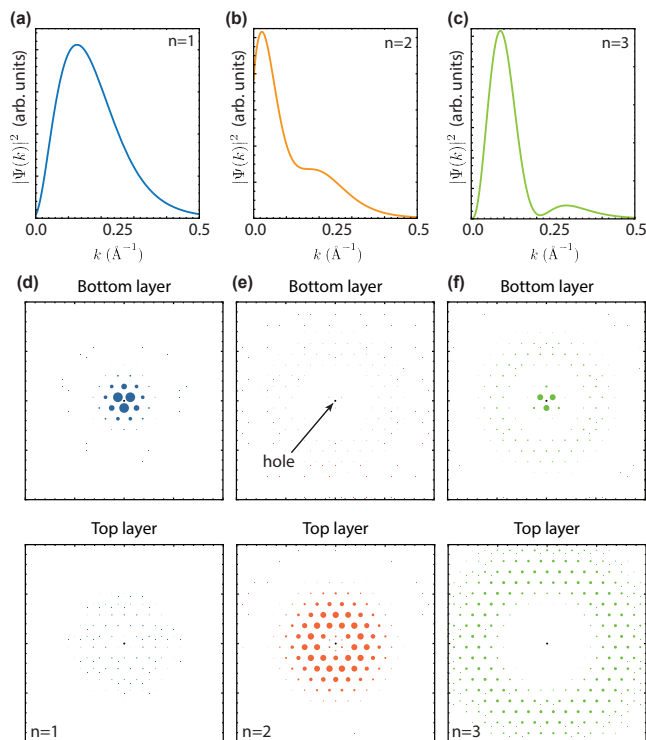 (a) (b) (c)
n=1 n=2 n=3
|Ψ(k)|² (arb. units) |Ψ(k)|² (arb. units) |Ψ(k)|² (arb. units)
0.0 0.25 0.5 0.0 0.25 0.5 0.0 0.25 0.5
k (Å⁻¹) k (Å⁻¹) k (Å⁻¹)
(d) (e) (f)
Bottom layer Bottom layer Bottom layer
hole
Top layer Top layer Top layer
n=1 n=2 n=3